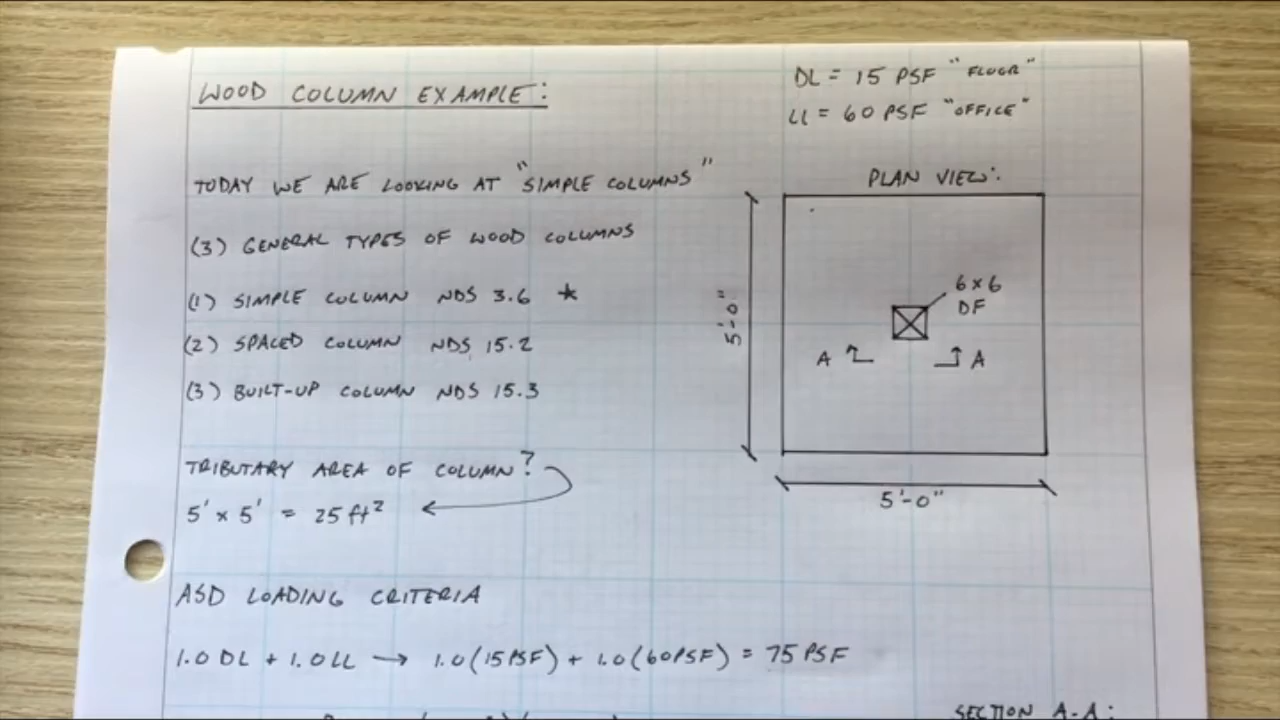 WOOD COLUMN EXAMPLE:
DL = 15 PSF "FLOOR"
LL = 60 PSF "OFFICE"
TODAY WE ARE LOOKING AT "SIMPLE COLUMNS"
(3) GENERAL TYPES OF WOOD COLUMNS
(1) SIMPLE COLUMN NDS 3.6 ★
(2) SPACED COLUMN NDS 15.2
(3) BUILT-UP COLUMN NDS 15.3
PLAN VIEW:
6x6
DF
5'-0"
A A
5'-0"
TRIBUTARY AREA OF COLUMN?
5' x 5' = 25 ft²
ASD LOADING CRITERIA
1.0 DL + 1.0 LL → 1.0(15PSF) + 1.0(60PSF) = 75 PSF
SECTION A-A: